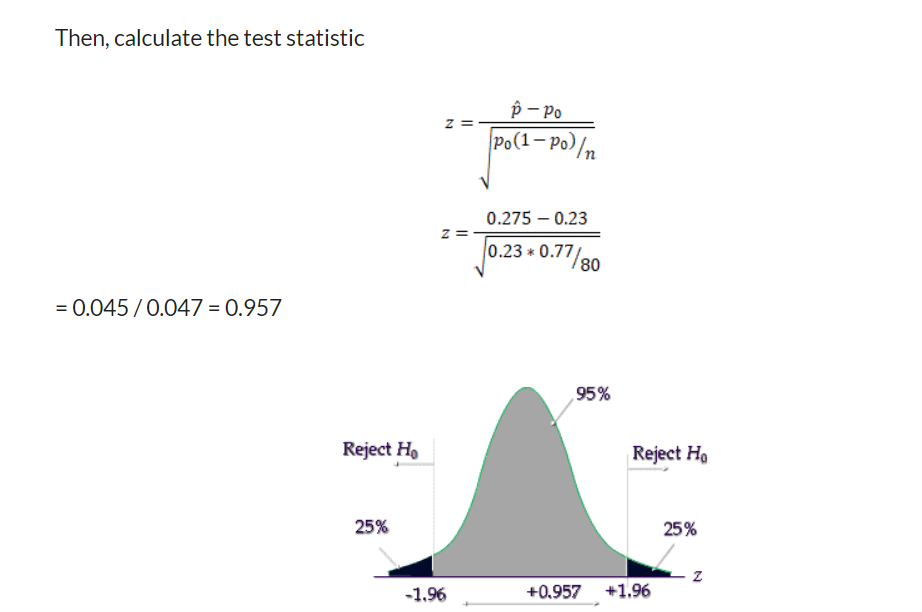 Then, calculate the test statistic
z = p̂ − p₀ / √p₀(1 − p₀)/n
z = 0.275 − 0.23 / √0.23 * 0.77/80
= 0.045 / 0.047 = 0.957
95%
Reject H₀
Reject H₀
25%
25%
z
-1.96
+0.957
+1.96